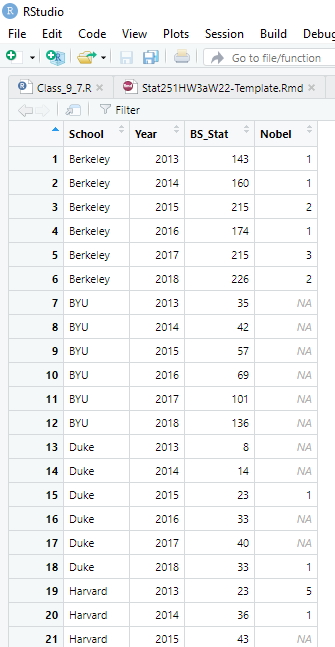 RStudio
File Edit Code View Plots Session Build Debu
Go to file/function
Class_9_7.R Stat251HW3aW22-Template.Rmd
Filter
School Year BS_Stat Nobel
1 Berkeley 2013 143 1
2 Berkeley 2014 160 1
3 Berkeley 2015 215 2
4 Berkeley 2016 174 1
5 Berkeley 2017 215 3
6 Berkeley 2018 226 2
7 BYU 2013 35 NA
8 BYU 2014 42 NA
9 BYU 2015 57 NA
10 BYU 2016 69 NA
11 BYU 2017 101 NA
12 BYU 2018 136 NA
13 Duke 2013 8 NA
14 Duke 2014 14 NA
15 Duke 2015 23 1
16 Duke 2016 33 NA
17 Duke 2017 40 NA
18 Duke 2018 33 1
19 Harvard 2013 23 5
20 Harvard 2014 36 1
21 Harvard 2015 43 NA